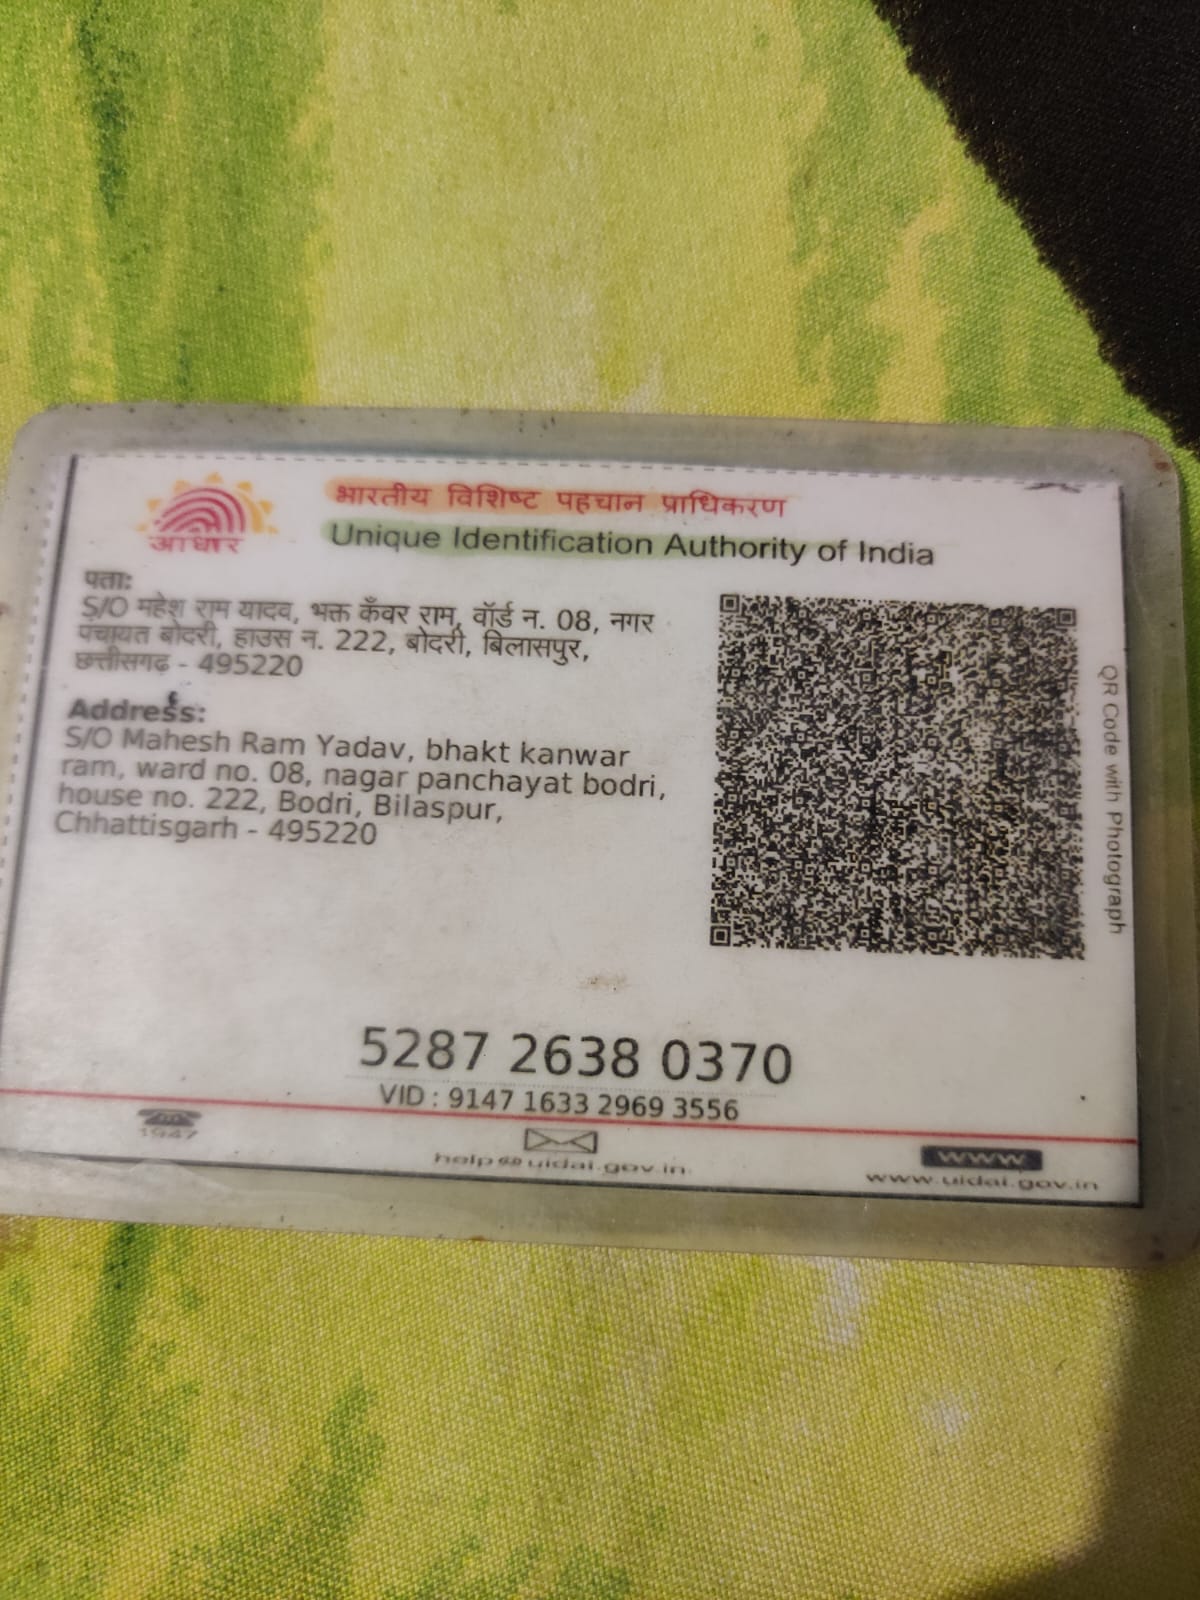 आधार
भारतीय विशिष्ट पहचान प्राधिकरण
Unique Identification Authority of India
पता:
S/O महेश राम यादव, भक्त कँवर राम, वॉर्ड न. 08, नगर
पंचायत बोदरी, हाउस न. 222, बोदरी, बिलासपुर,
छत्तीसगढ़ - 495220
Address:
S/O Mahesh Ram Yadav, bhakt kanwar
ram, ward no. 08, nagar panchayat bodri,
house no. 222, Bodri, Bilaspur,
Chhattisgarh - 495220
QR Code with Photograph
5287 2638 0370
VID : 9147 1633 2969 3556
1947
help@uidai.gov.in
www
www.uidai.gov.in